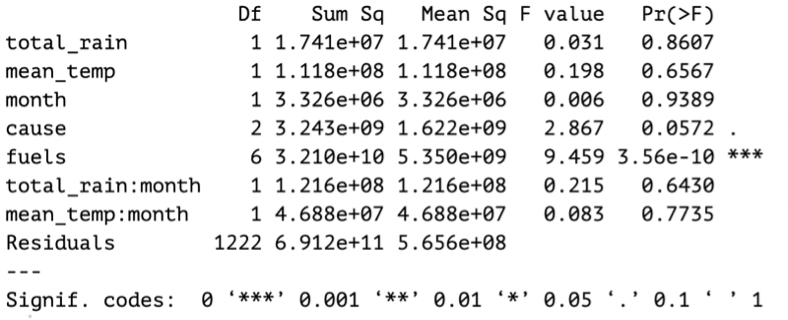 Df Sum Sq Mean Sq F value Pr(>F)
total_rain 1 1.741e+07 1.741e+07 0.031 0.8607
mean_temp 1 1.118e+08 1.118e+08 0.198 0.6567
month 1 3.326e+06 3.326e+06 0.006 0.9389
cause 2 3.243e+09 1.622e+09 2.867 0.0572 .
fuels 6 3.210e+10 5.350e+09 9.459 3.56e-10 ***
total_rain:month 1 1.216e+08 1.216e+08 0.215 0.6430
mean_temp:month 1 4.688e+07 4.688e+07 0.083 0.7735
Residuals 1222 6.912e+11 5.656e+08
---
Signif. codes: 0 ‘***’ 0.001 ‘**’ 0.01 ‘*’ 0.05 ‘.’ 0.1 ‘ ’ 1